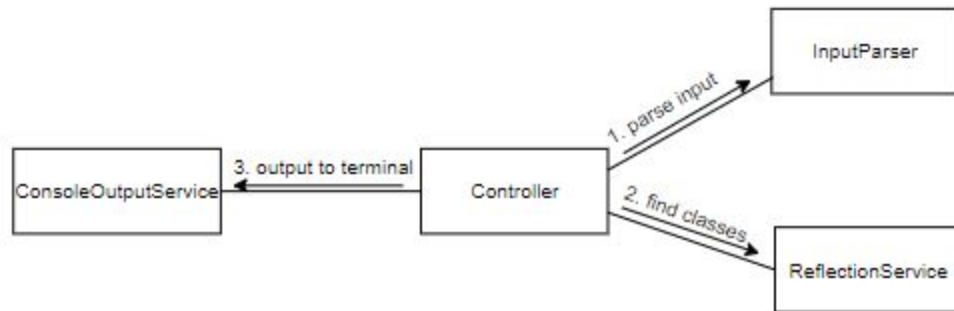 InputParser
1. parse input
3. output to terminal
ConsoleOutputService
Controller
2. find classes
ReflectionService